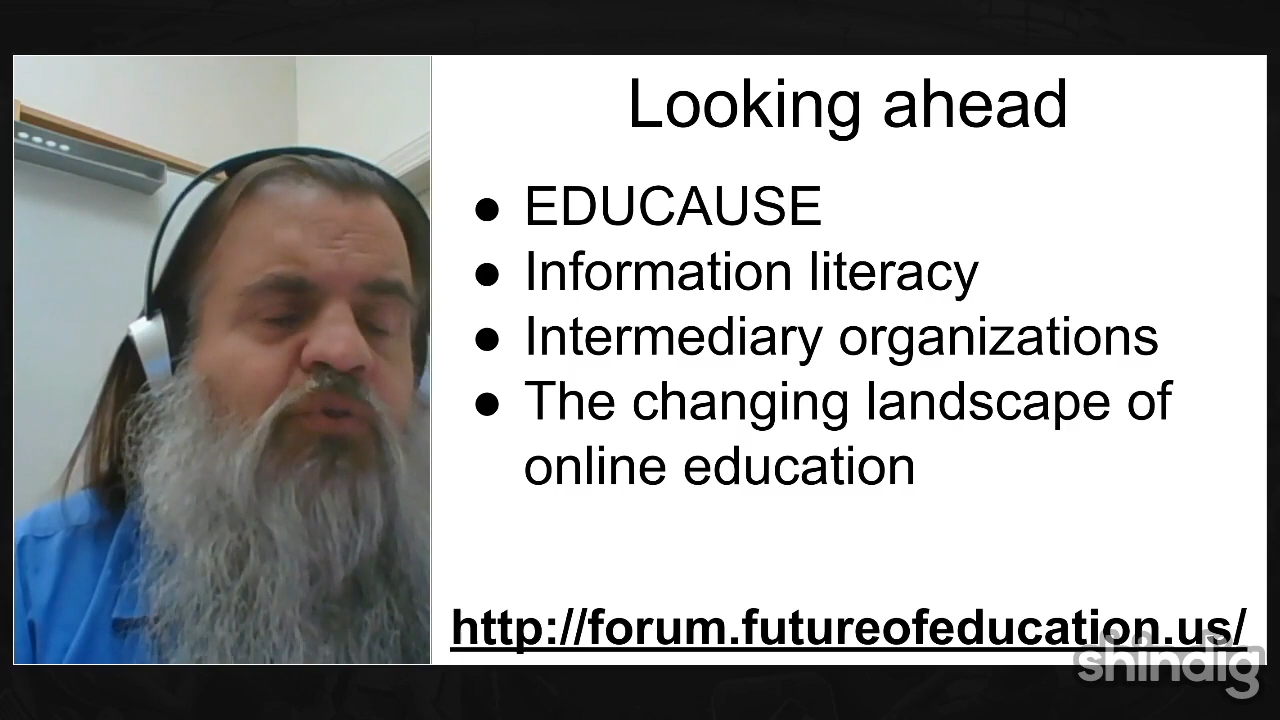 Looking ahead
● EDUCAUSE
● Information literacy
● Intermediary organizations
● The changing landscape of
online education
http://forum.futureofeducation.us/
shindig